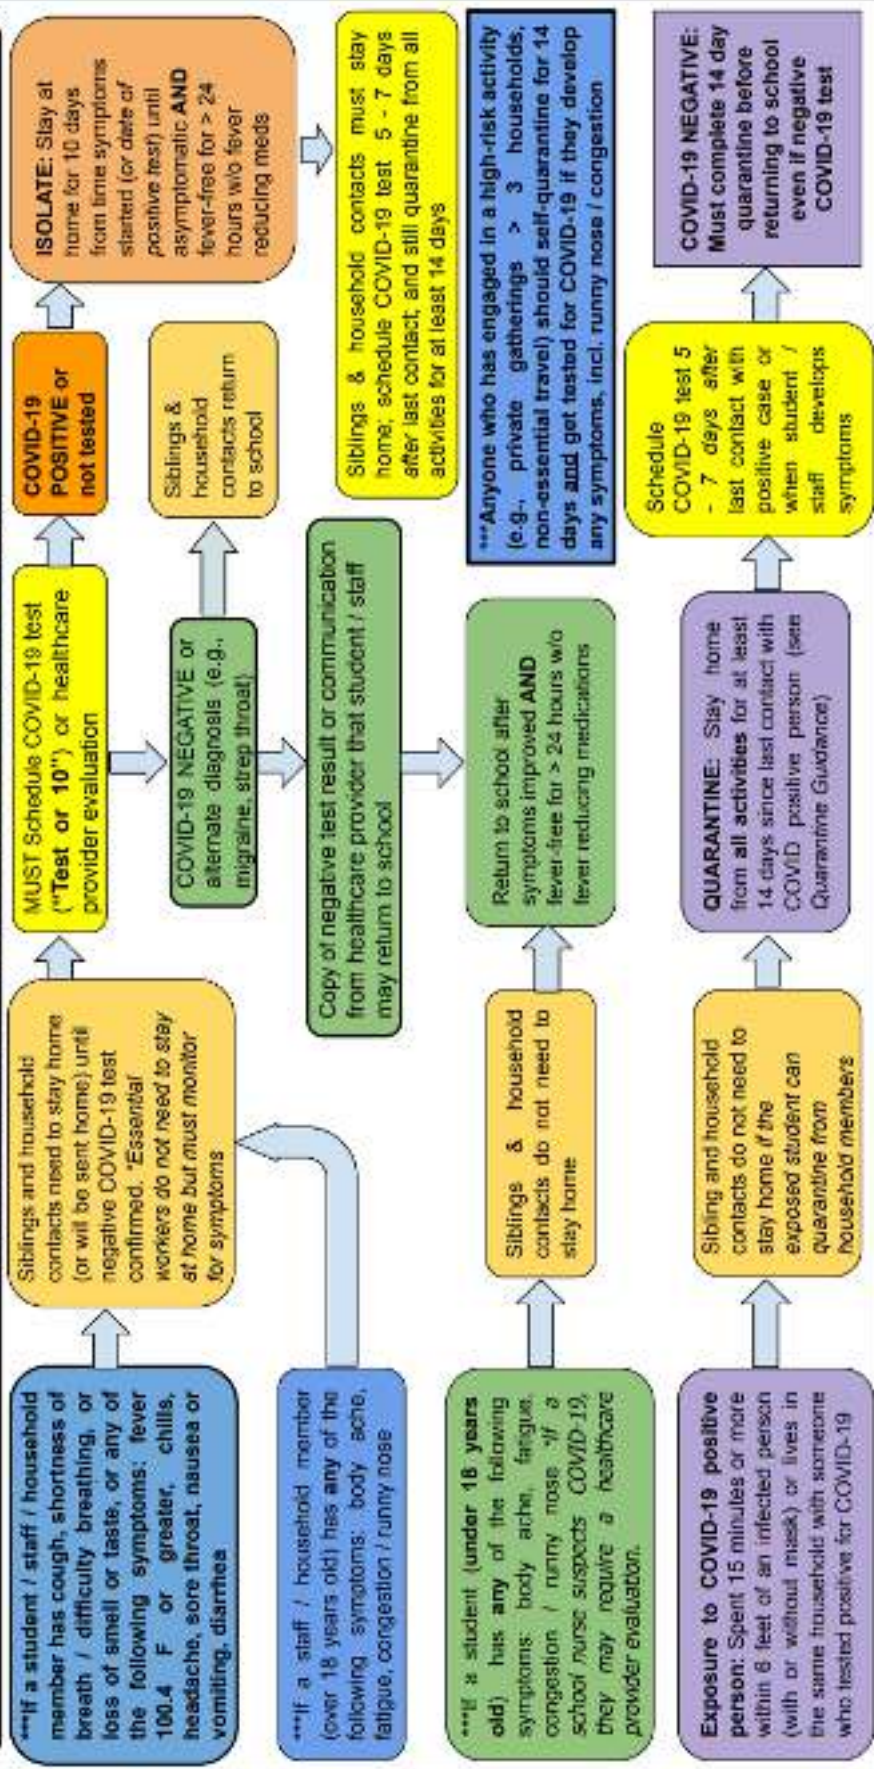 ***If a student / staff / household
member has cough, shortness of
breath / difficulty breathing, or
loss of smell or taste, or any of
the following symptoms: fever
100.4 F or greater, chills,
headache, sore throat, nausea or
vomiting, diarrhea
Siblings and household
contacts need to stay home
(or will be sent home) until
negative COVID-19 test
confirmed. *Essential
workers do not need to stay
at home but must monitor
for symptoms
MUST Schedule COVID-19 test
("Test or 10") or healthcare
provider evaluation
COVID-19
POSITIVE or
not tested
ISOLATE: Stay at
home for 10 days
from time symptoms
started (or date of
positive test) until
asymptomatic AND
fever-free for > 24
hours w/o fever
reducing meds
COVID-19 NEGATIVE or
alternate diagnosis (e.g.,
migraine, strep throat)
Siblings &
household
contacts return
to school
***If a staff / household member
(over 18 years old) has any of the
following symptoms: body ache,
fatigue, congestion / runny nose
Copy of negative test result or communication
from healthcare provider that student / staff
may return to school
Siblings & household contacts must stay
home; schedule COVID-19 test 5 - 7 days
after last contact; and still quarantine from all
activities for at least 14 days
***If a student (under 18 years
old) has any of the following
symptoms: body ache, fatigue,
congestion / runny nose *If a
school nurse suspects COVID-19,
they may require a healthcare
provider evaluation.
Siblings & household
contacts do not need to
stay home
Return to school after
symptoms improved AND
fever-free for > 24 hours w/o
fever reducing medications
***Anyone who has engaged in a high-risk activity
(e.g., private gatherings > 3 households,
non-essential travel) should self-quarantine for 14
days and get tested for COVID-19 if they develop
any symptoms, incl. runny nose / congestion
Exposure to COVID-19 positive
person: Spent 15 minutes or more
within 6 feet of an infected person
(with or without mask) or lives in
the same household with someone
who tested positive for COVID-19
Sibling and household
contacts do not need to
stay home if the
exposed student can
quarantine from
household members
QUARANTINE: Stay home
from all activities for at least
14 days since last contact with
COVID positive person (see
Quarantine Guidance)
Schedule
COVID-19 test 5
- 7 days after
last contact with
positive case or
when student /
staff develops
symptoms
COVID-19 NEGATIVE:
Must complete 14 day
quarantine before
returning to school
even if negative
COVID-19 test